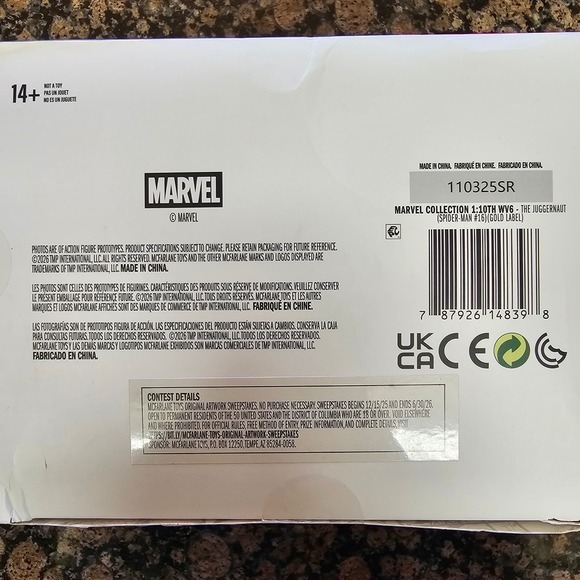 14+
NOT A TOY
PAS UN JOUET
NO ES UN JUGUETE
MADE IN CHINA. FABRIQUÉ EN CHINE. FABRICADO EN CHINA.
110325SR
MARVEL COLLECTION 1:10TH WV6 - THE JUGGERNAUT
(SPIDER-MAN #16)(GOLD LABEL)
MARVEL
© MARVEL
7 87926 14839 8
PHOTOS ARE OF ACTION FIGURE PROTOTYPES. PRODUCT SPECIFICATIONS SUBJECT TO CHANGE. PLEASE RETAIN PACKAGING FOR FUTURE REFERENCE.
©2026 TMP INTERNATIONAL, LLC. ALL RIGHTS RESERVED. MCFARLANE TOYS AND THE OTHER MCFARLANE MARKS AND LOGOS DISPLAYED ARE
TRADEMARKS OF TMP INTERNATIONAL, LLC. MADE IN CHINA.
LES PHOTOS SONT CELLES DES PROTOTYPES DE FIGURINES. CARACTÉRISTIQUES DES PRODUITS SOUS RÉSERVE DE MODIFICATIONS. VEUILLEZ CONSERVER
LE PRÉSENT EMBALLAGE POUR RÉFÉRENCE FUTURE. ©2026 TMP INTERNATIONAL, LLC TOUS DROITS RÉSERVÉS. MCFARLANE TOYS ET LES AUTRES
MARQUES ET LOGOS MCFARLANE AFFICHÉS SONT DES MARQUES DE COMMERCE DE TMP INTERNATIONAL, LLC. FABRIQUÉ EN CHINE.
LAS FOTOGRAFÍAS SON DE PROTOTIPOS FIGURA DE ACCIÓN. LAS ESPECIFICACIONES DEL PRODUCTO ESTÁN SUJETAS A CAMBIOS. CONSERVA LA CAJA
PARA CONSULTAS FUTURAS. ©2026 TMP INTERNATIONAL, LLC.TODOS LOS DERECHOS RESERVADOS.
MCFARLANE TOYS Y LAS DEMÁS MARCAS Y LOGOTIPOS MCFARLANE EXHIBIDOS SON MARCAS COMERCIALES DE TMP INTERNATIONAL, LLC.
FABRICADO EN CHINA.
UK
CA CE
CONTEST DETAILS
MCFARLANE TOYS ORIGINAL ARTWORK SWEEPSTAKES. NO PURCHASE NECESSARY. SWEEPSTAKES BEGINS 12/15/25 AND ENDS 6/30/26.
OPEN TO PERMANENT RESIDENTS OF THE 50 UNITED STATES AND THE DISTRICT OF COLUMBIA WHO ARE 18 OR OVER. VOID ELSEWHERE
AND WHERE PROHIBITED. FOR OFFICIAL RULES, FREE METHOD OF ENTRY, PRIZE INFORMATION, AND COMPLETE DETAILS, VISIT
HTTPS://BIT.LY/MCFARLANE-TOYS-ORIGINAL-ARTWORK-SWEEPSTAKES
SPONSOR: MCFARLANE TOYS, P.O. BOX 12250, TEMPE, AZ 85284-0058.